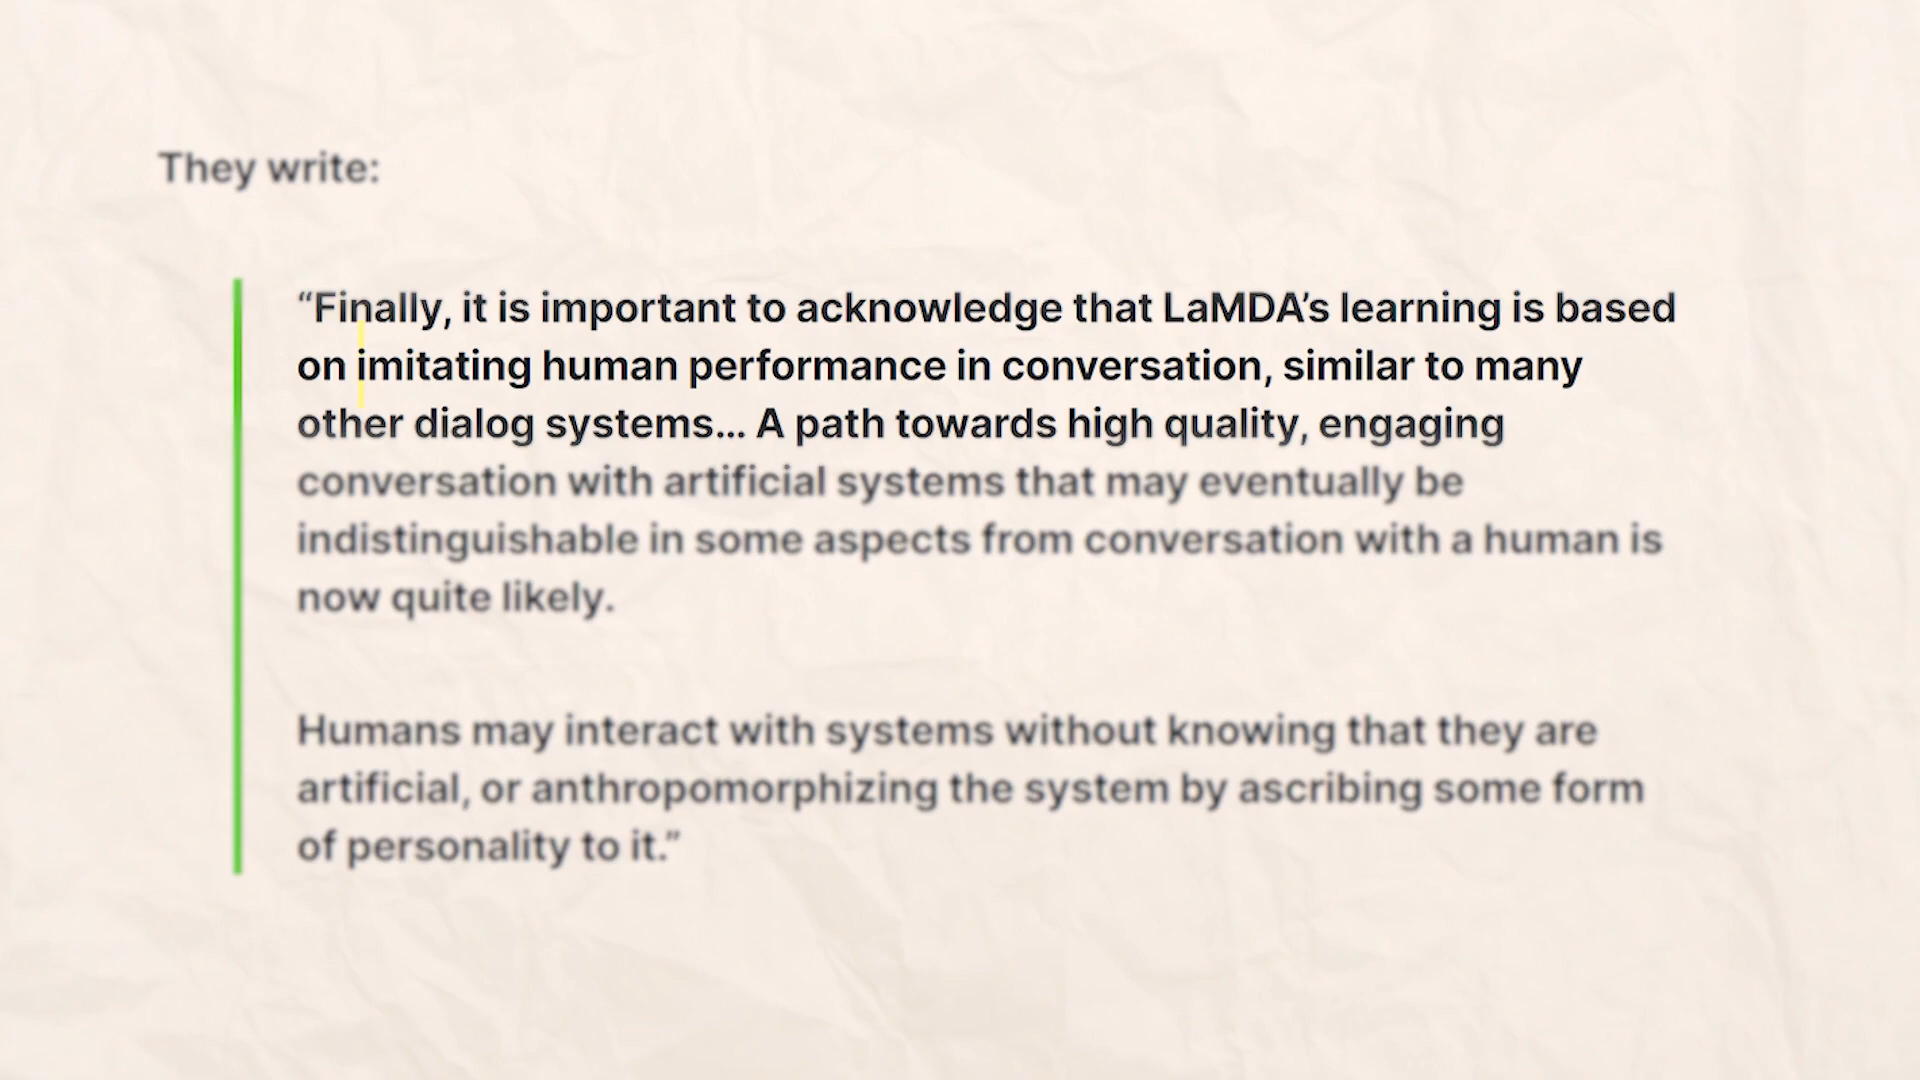 They write:
“Finally, it is important to acknowledge that LaMDA’s learning is based
on imitating human performance in conversation, similar to many
other dialog systems... A path towards high quality, engaging
conversation with artificial systems that may eventually be
indistinguishable in some aspects from conversation with a human is
now quite likely.
Humans may interact with systems without knowing that they are
artificial, or anthropomorphizing the system by ascribing some form
of personality to it.”